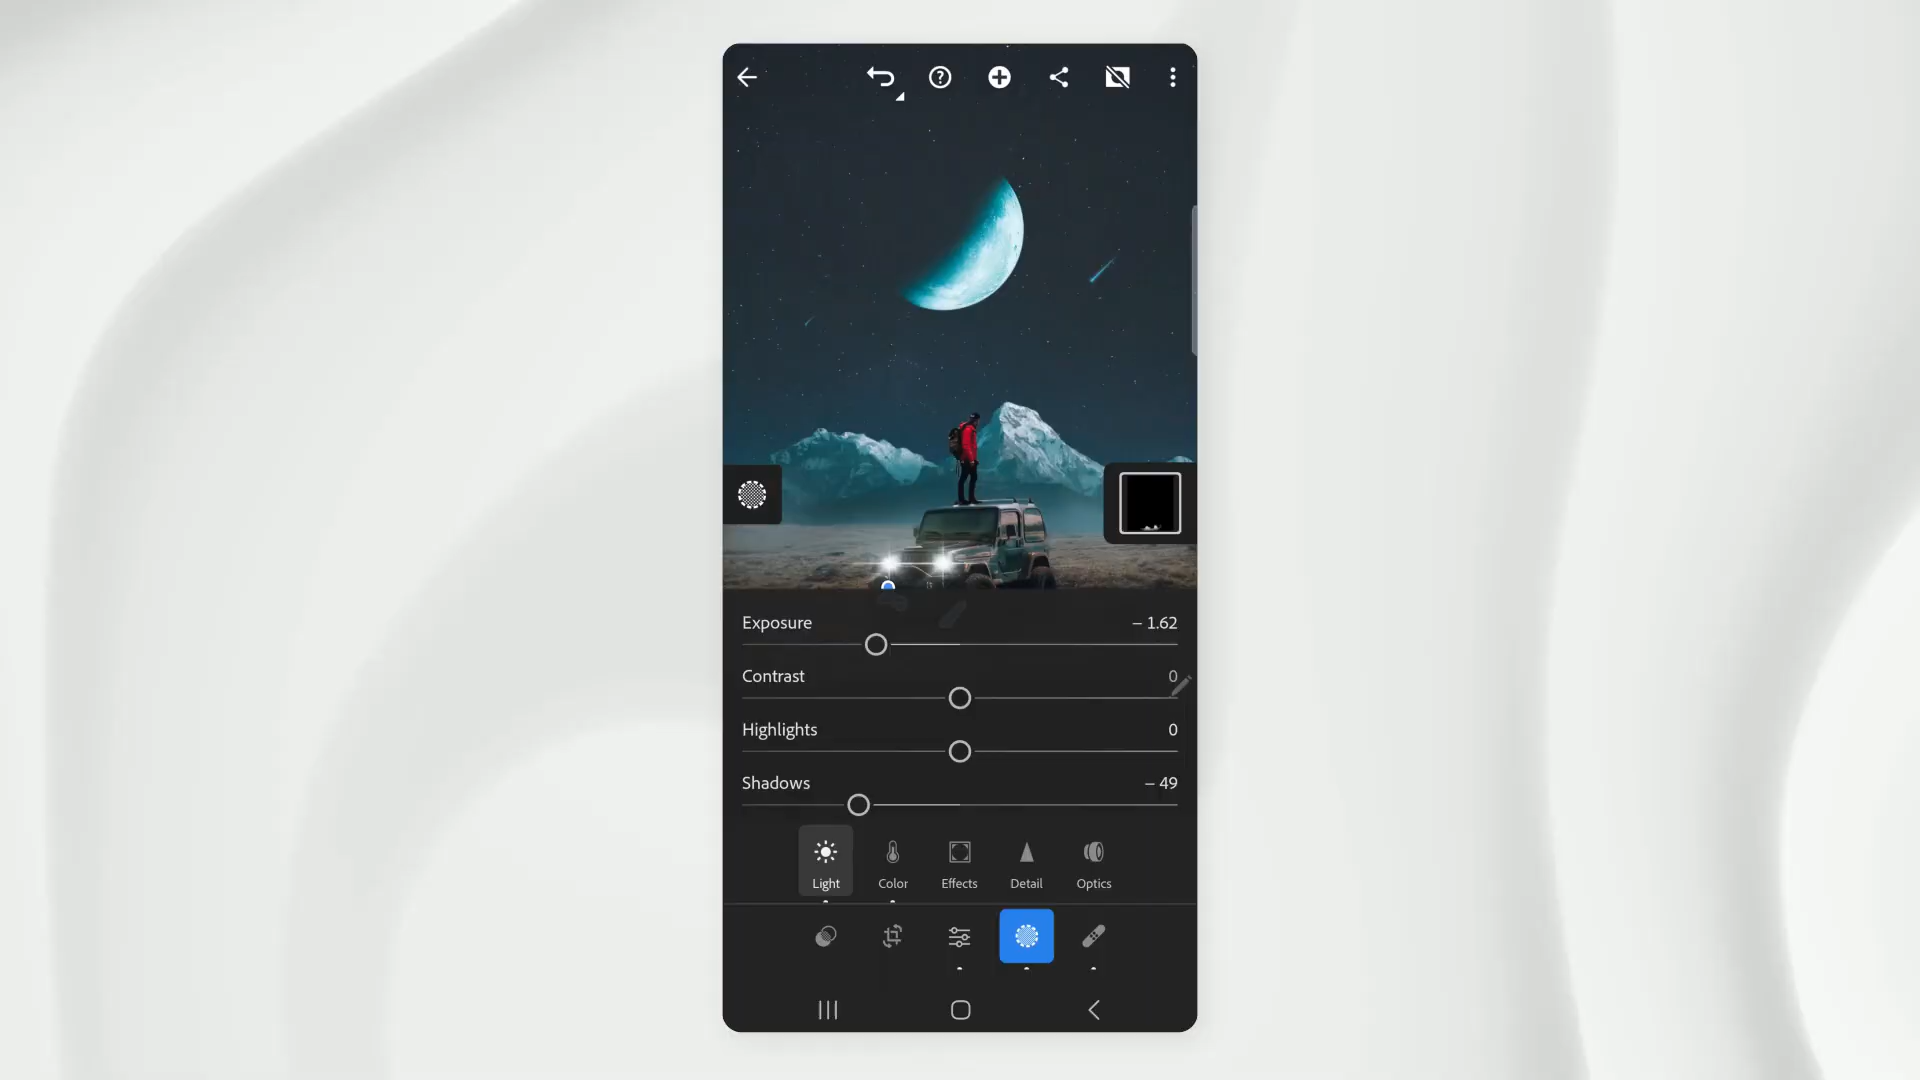 Exposure – 1.62
Contrast 0
Highlights 0
Shadows – 49
Light Color Effects Detail Optics